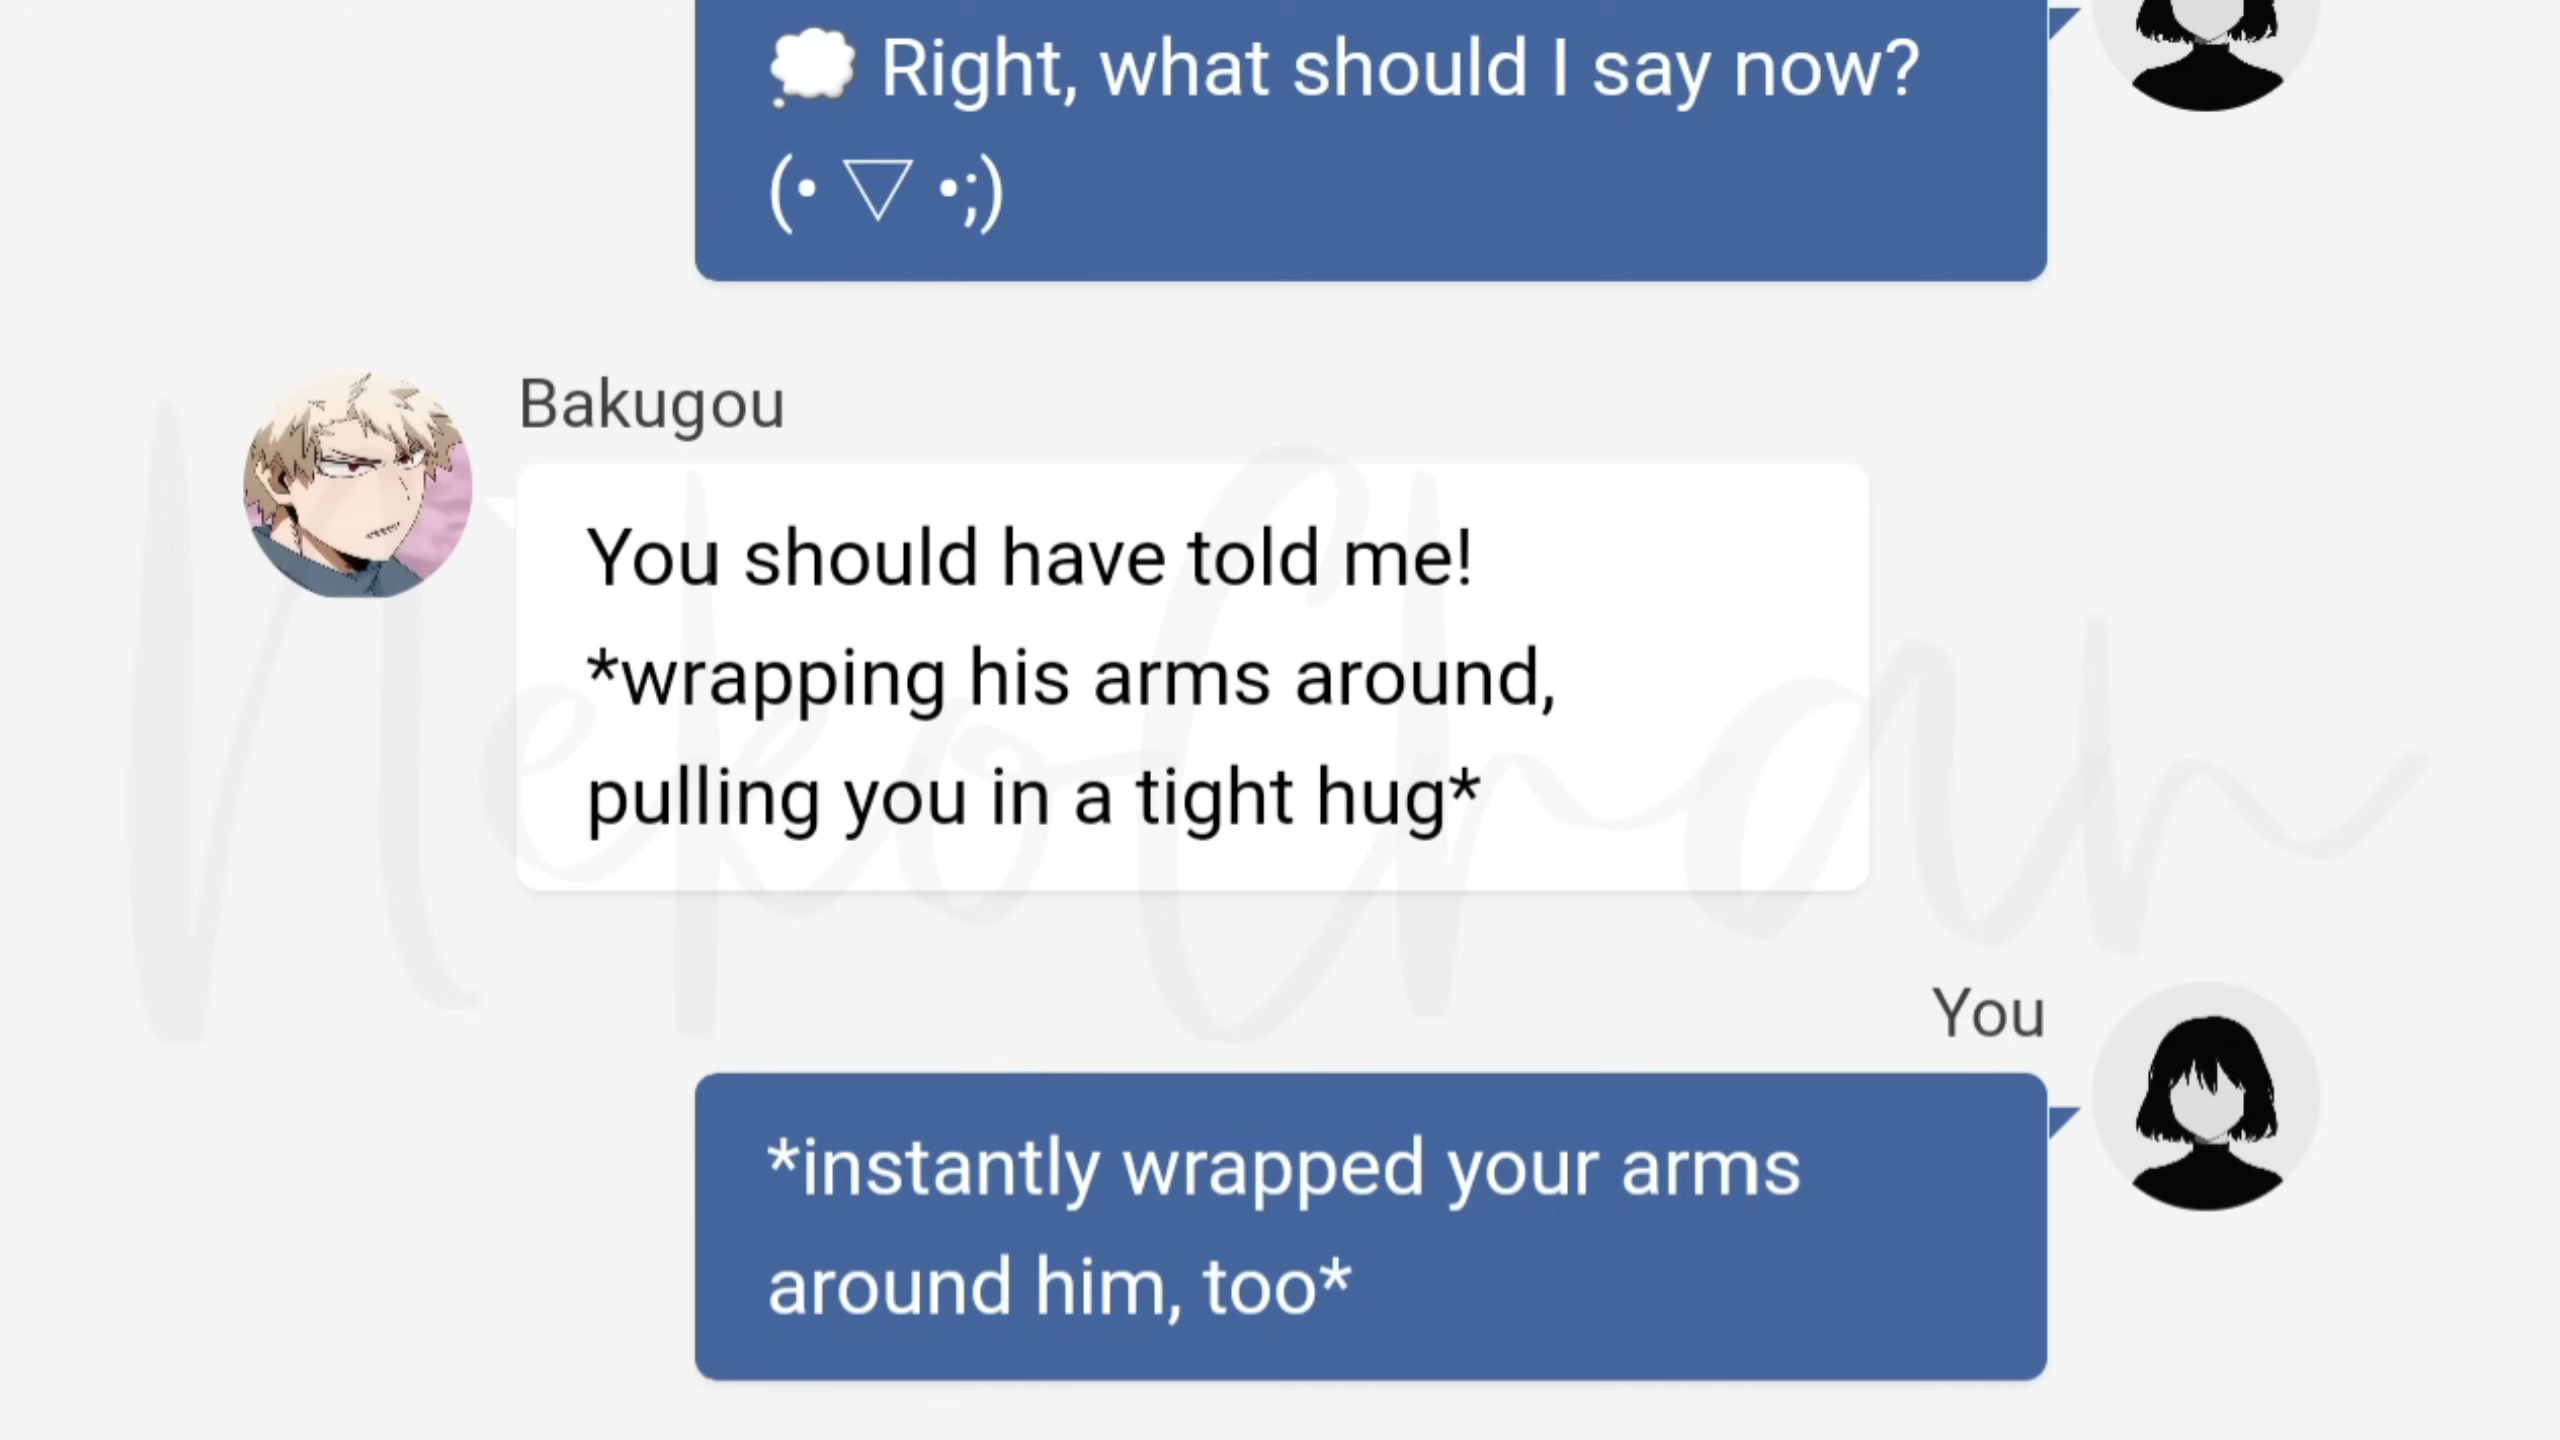 💭 Right, what should I say now?
(• ▽ •;)
Bakugou
You should have told me!
*wrapping his arms around,
pulling you in a tight hug*
NekoChan
You
*instantly wrapped your arms
around him, too*